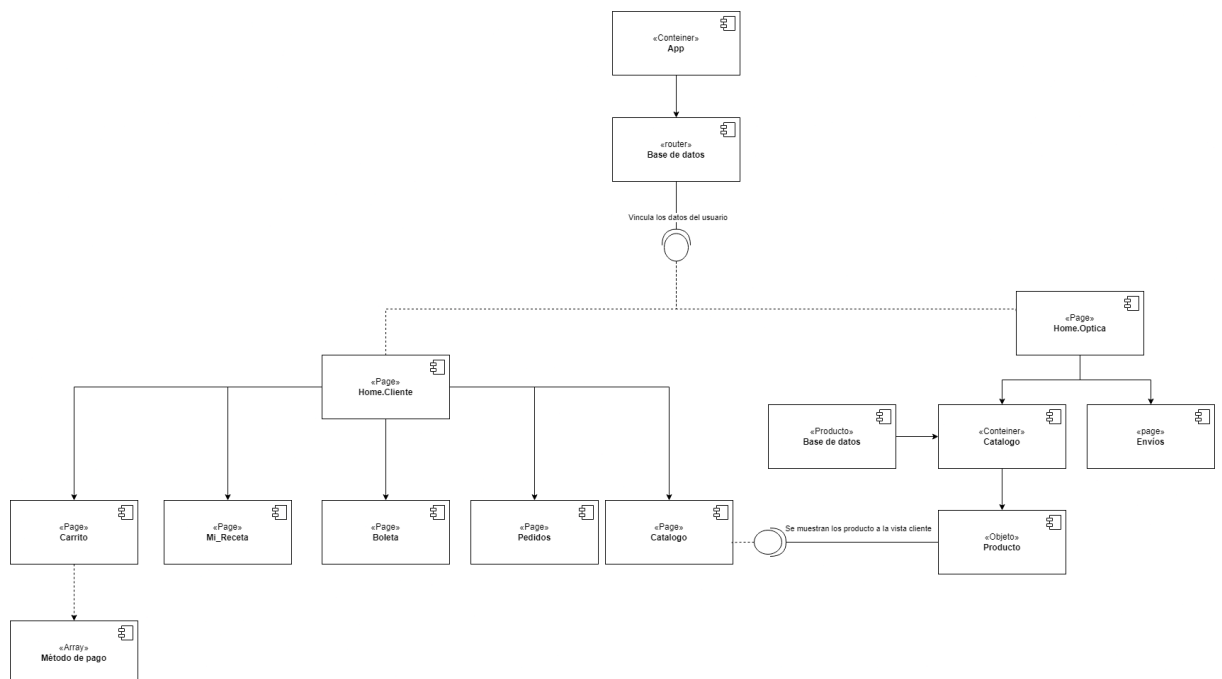 «Conteiner»
App
«router»
Base de datos
Vincula los datos del usuario
«Page»
Home.Optica
«Page»
Home.Cliente
«Producto»
Base de datos
«Conteiner»
Catalogo
«page»
Envíos
«Page»
Carrito
«Page»
Mi_Receta
«Page»
Boleta
«Page»
Pedidos
«Page»
Catalogo
Se muestran los producto a la vista cliente
«Objeto»
Producto
«Array»
Método de pago